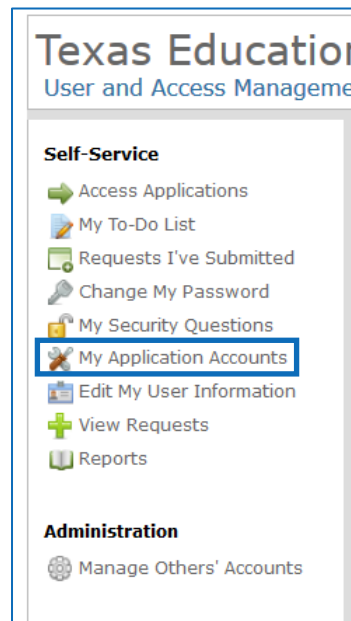 Texas Education
User and Access Manageme
Self-Service
Access Applications
My To-Do List
Requests I've Submitted
Change My Password
My Security Questions
My Application Accounts
Edit My User Information
View Requests
Reports
Administration
Manage Others' Accounts